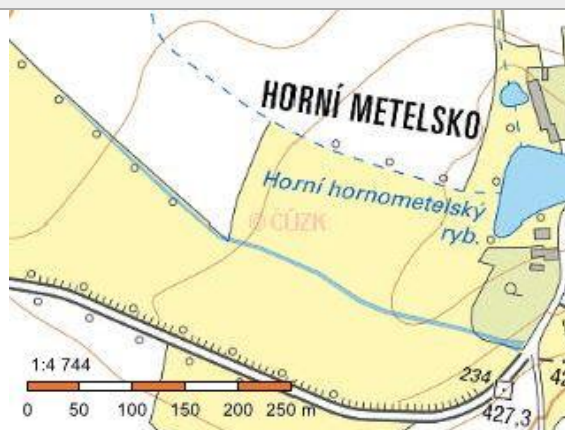 HORNÍ METELSKO
Horní hornometelský
ryb.
© ČÚZK
1:4 744
0 50 100 150 200 250 m
234
427,3